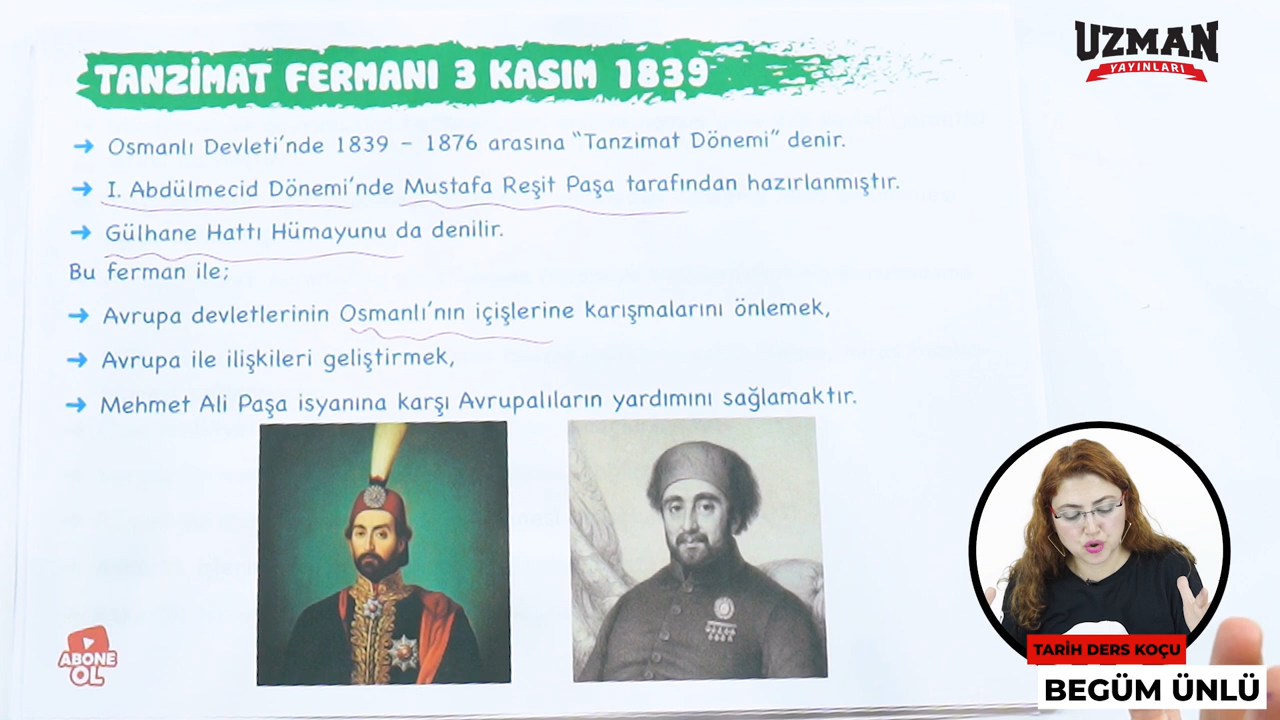 UZMAN
YAYINLARI
TANZİMAT FERMANI 3 KASIM 1839
→ Osmanlı Devleti'nde 1839 – 1876 arasına "Tanzimat Dönemi" denir.
→ I. Abdülmecid Dönemi'nde Mustafa Reşit Paşa tarafından hazırlanmıştır.
→ Gülhane Hattı Hümayunu da denilir.
Bu ferman ile;
→ Avrupa devletlerinin Osmanlı'nın içişlerine karışmalarını önlemek,
→ Avrupa ile ilişkileri geliştirmek,
→ Mehmet Ali Paşa isyanına karşı Avrupalıların yardımını sağlamaktır.
ABONE
OL
TARİH DERS KOÇU
BEGÜM ÜNLÜ